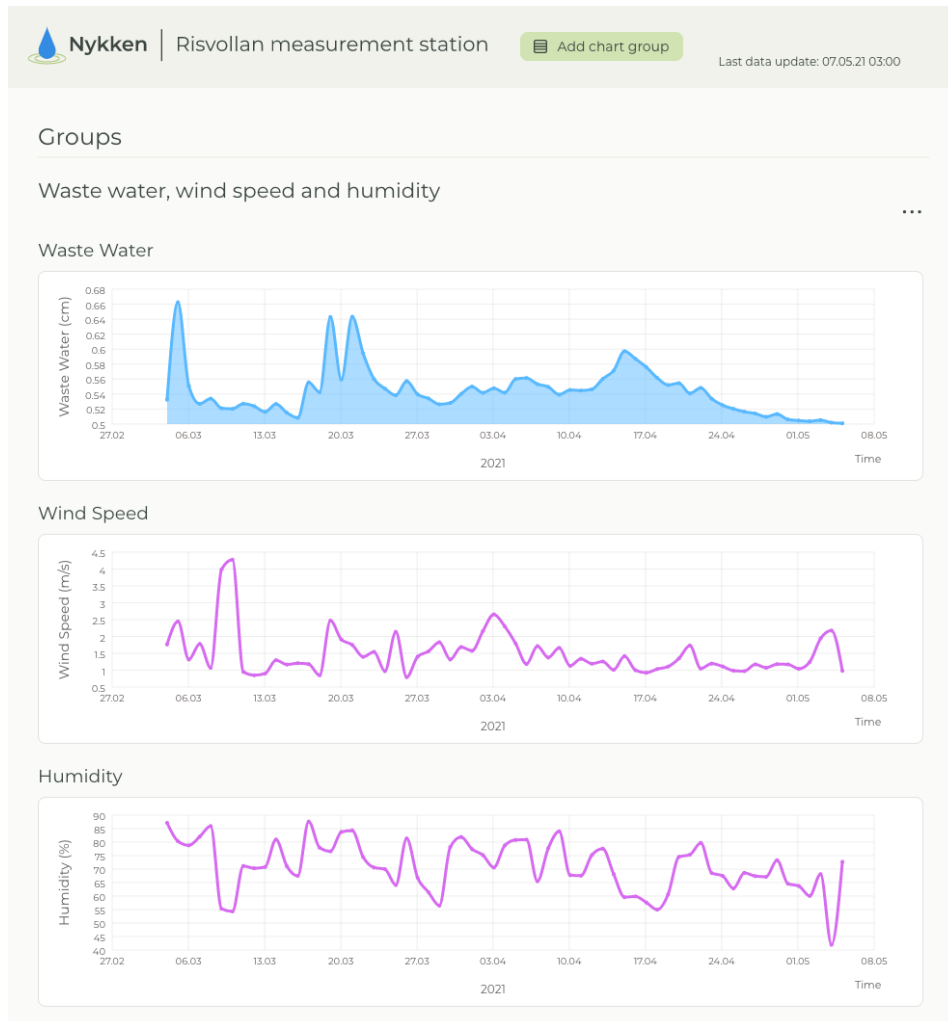 Nykken
Risvollan measurement station
Add chart group
Last data update: 07.05.21 03:00
Groups
Waste water, wind speed and humidity
...
Waste Water
Waste Water (cm)
0.68
0.66
0.64
0.62
0.6
0.58
0.56
0.54
0.52
0.5
27.02 06.03 13.03 20.03 27.03 03.04 10.04 17.04 24.04 01.05 08.05
Time
2021
Wind Speed
Wind Speed (m/s)
4.5
4
3.5
3
2.5
2
1.5
1
0.5
27.02 06.03 13.03 20.03 27.03 03.04 10.04 17.04 24.04 01.05 08.05
Time
2021
Humidity
Humidity (%)
90
85
80
75
70
65
60
55
50
45
40
27.02 06.03 13.03 20.03 27.03 03.04 10.04 17.04 24.04 01.05 08.05
Time
2021